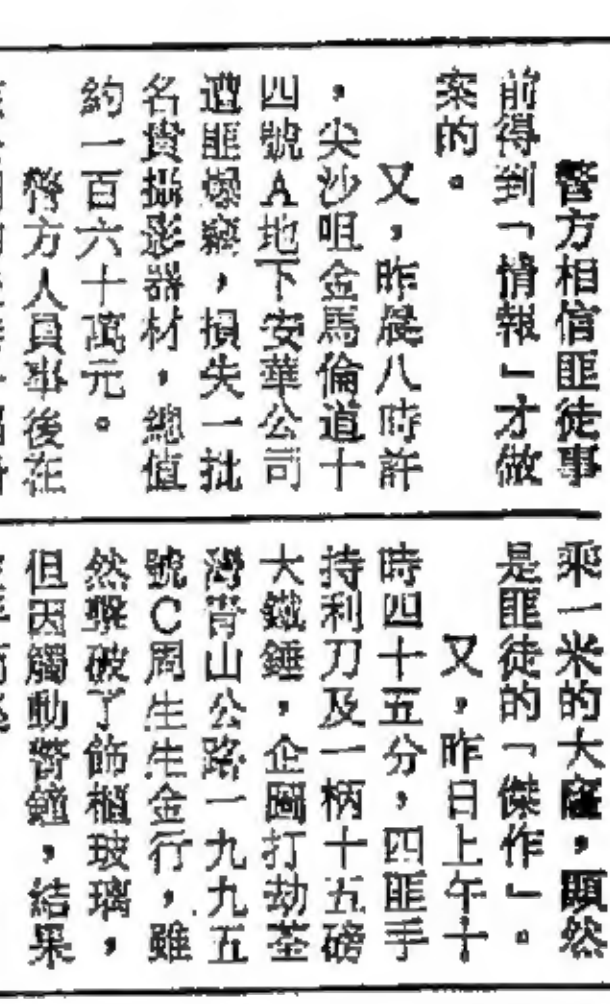 警方相信匪徒事
前得到「情報」才做
案的。
又,昨晨八時許
,尖沙咀金馬倫道十
四號A地下安華公司
遭匪爆竊,損失一批
名貴攝影器材,總值
約一百六十萬元。
警方人員事後在
乘一米的大窿,顯然
是匪徒的「傑作」。
又,昨日上午十
時四十五分,四匪手
持利刀及一柄十五磅
大鐵錘,企圖打劫荃
灣青山公路一九九五
號C周生生金行,雖
然擊破了飾櫃玻璃,
但因觸動警鐘,結果